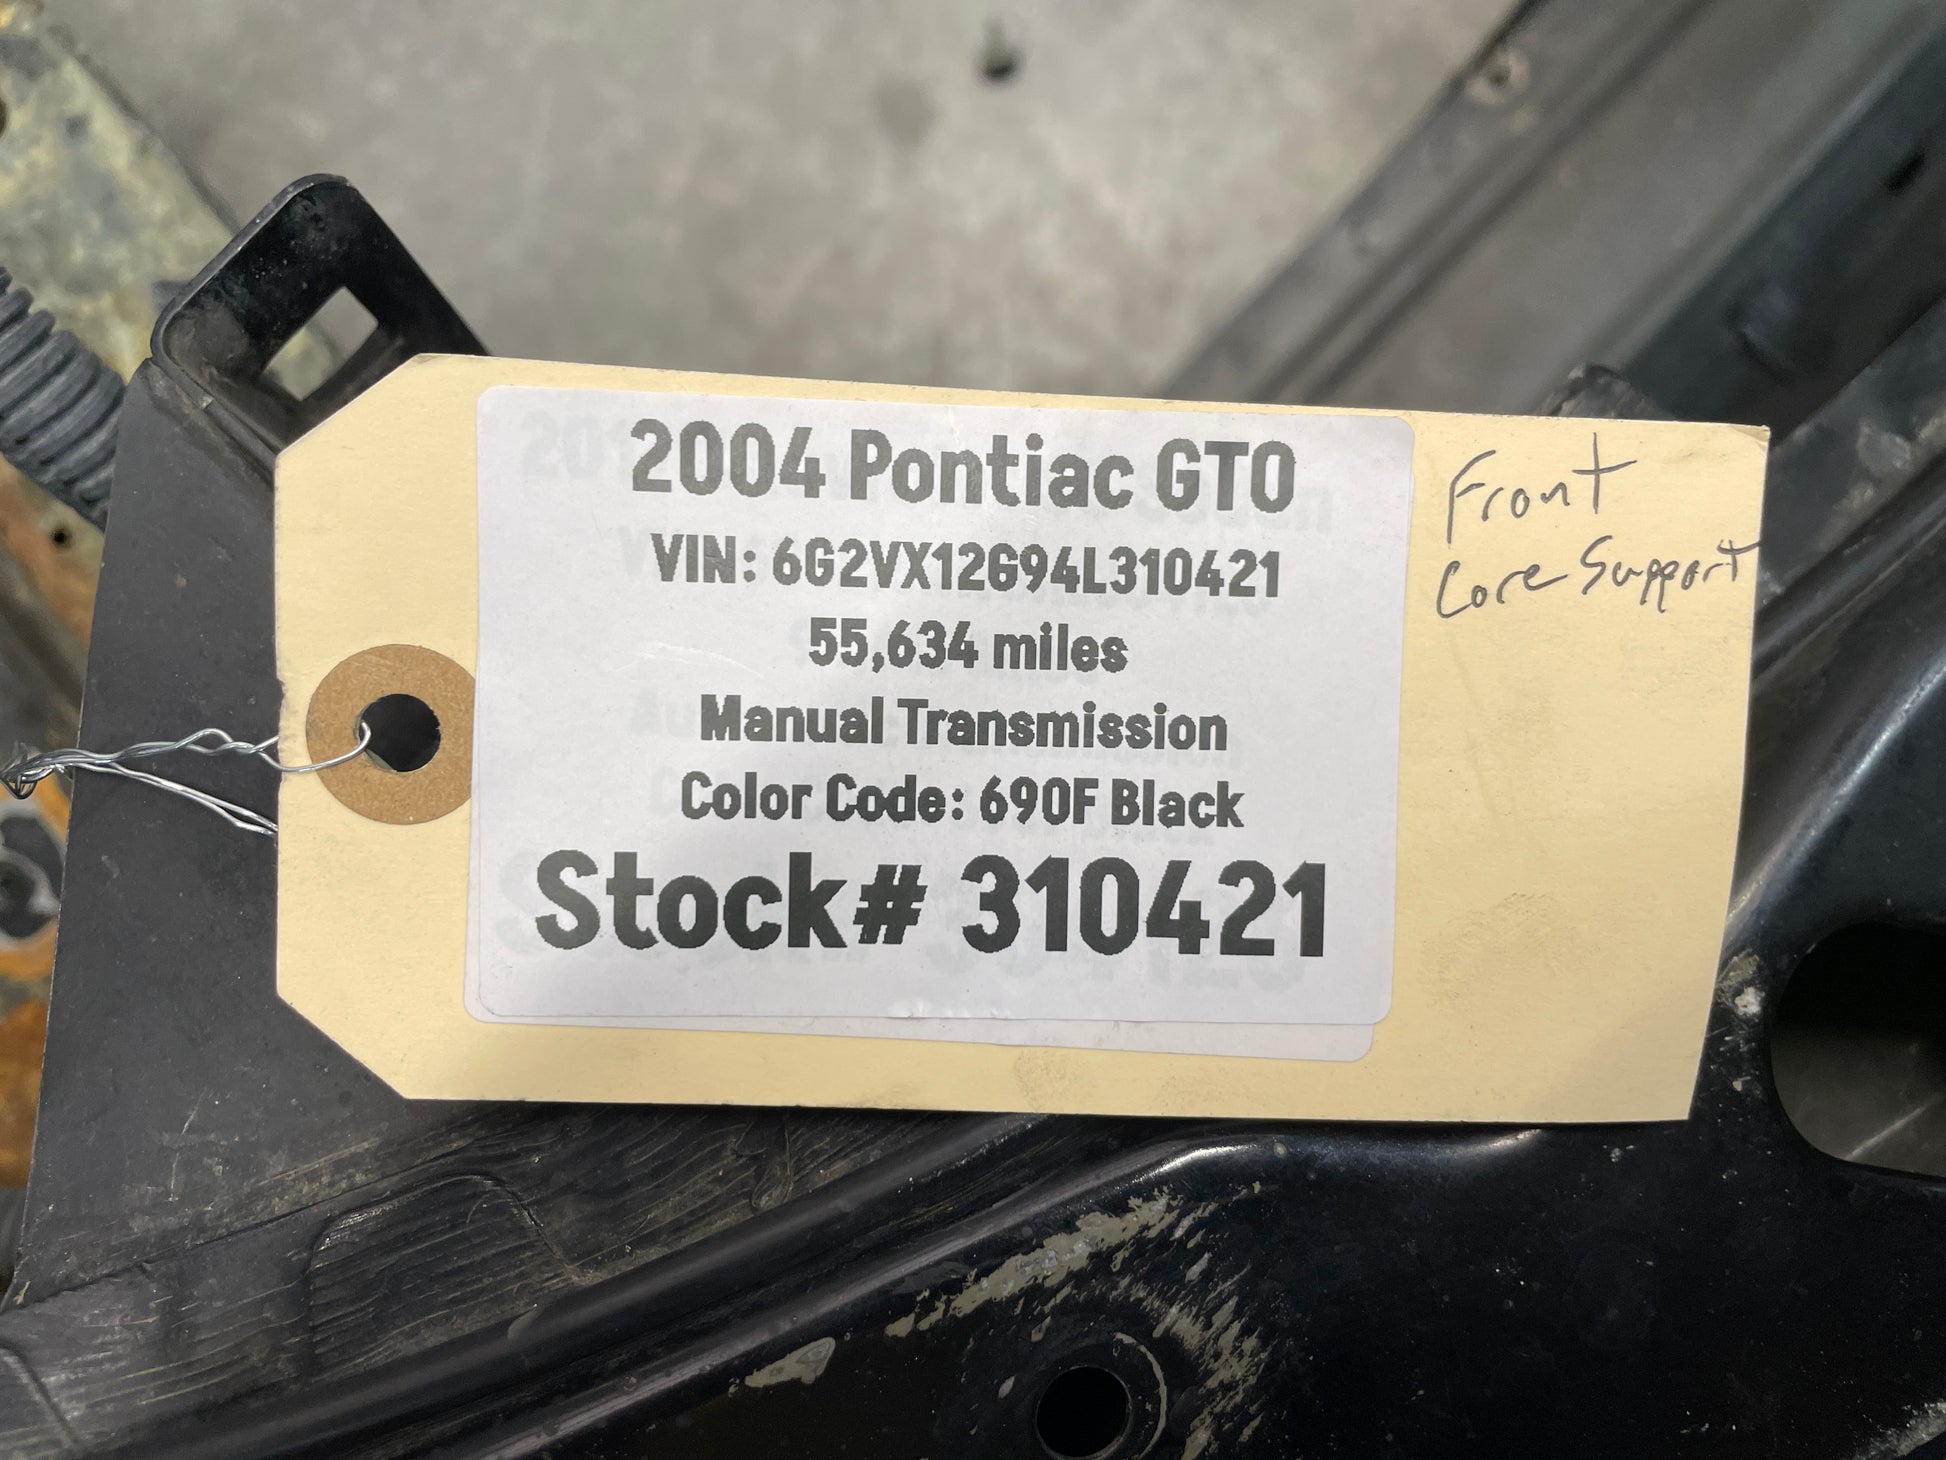 2004 Pontiac GTO
VIN: 6G2VX12G94L310421
55,634 miles
Manual Transmission
Color Code: 690F Black
Stock# 310421
Front
Core Support